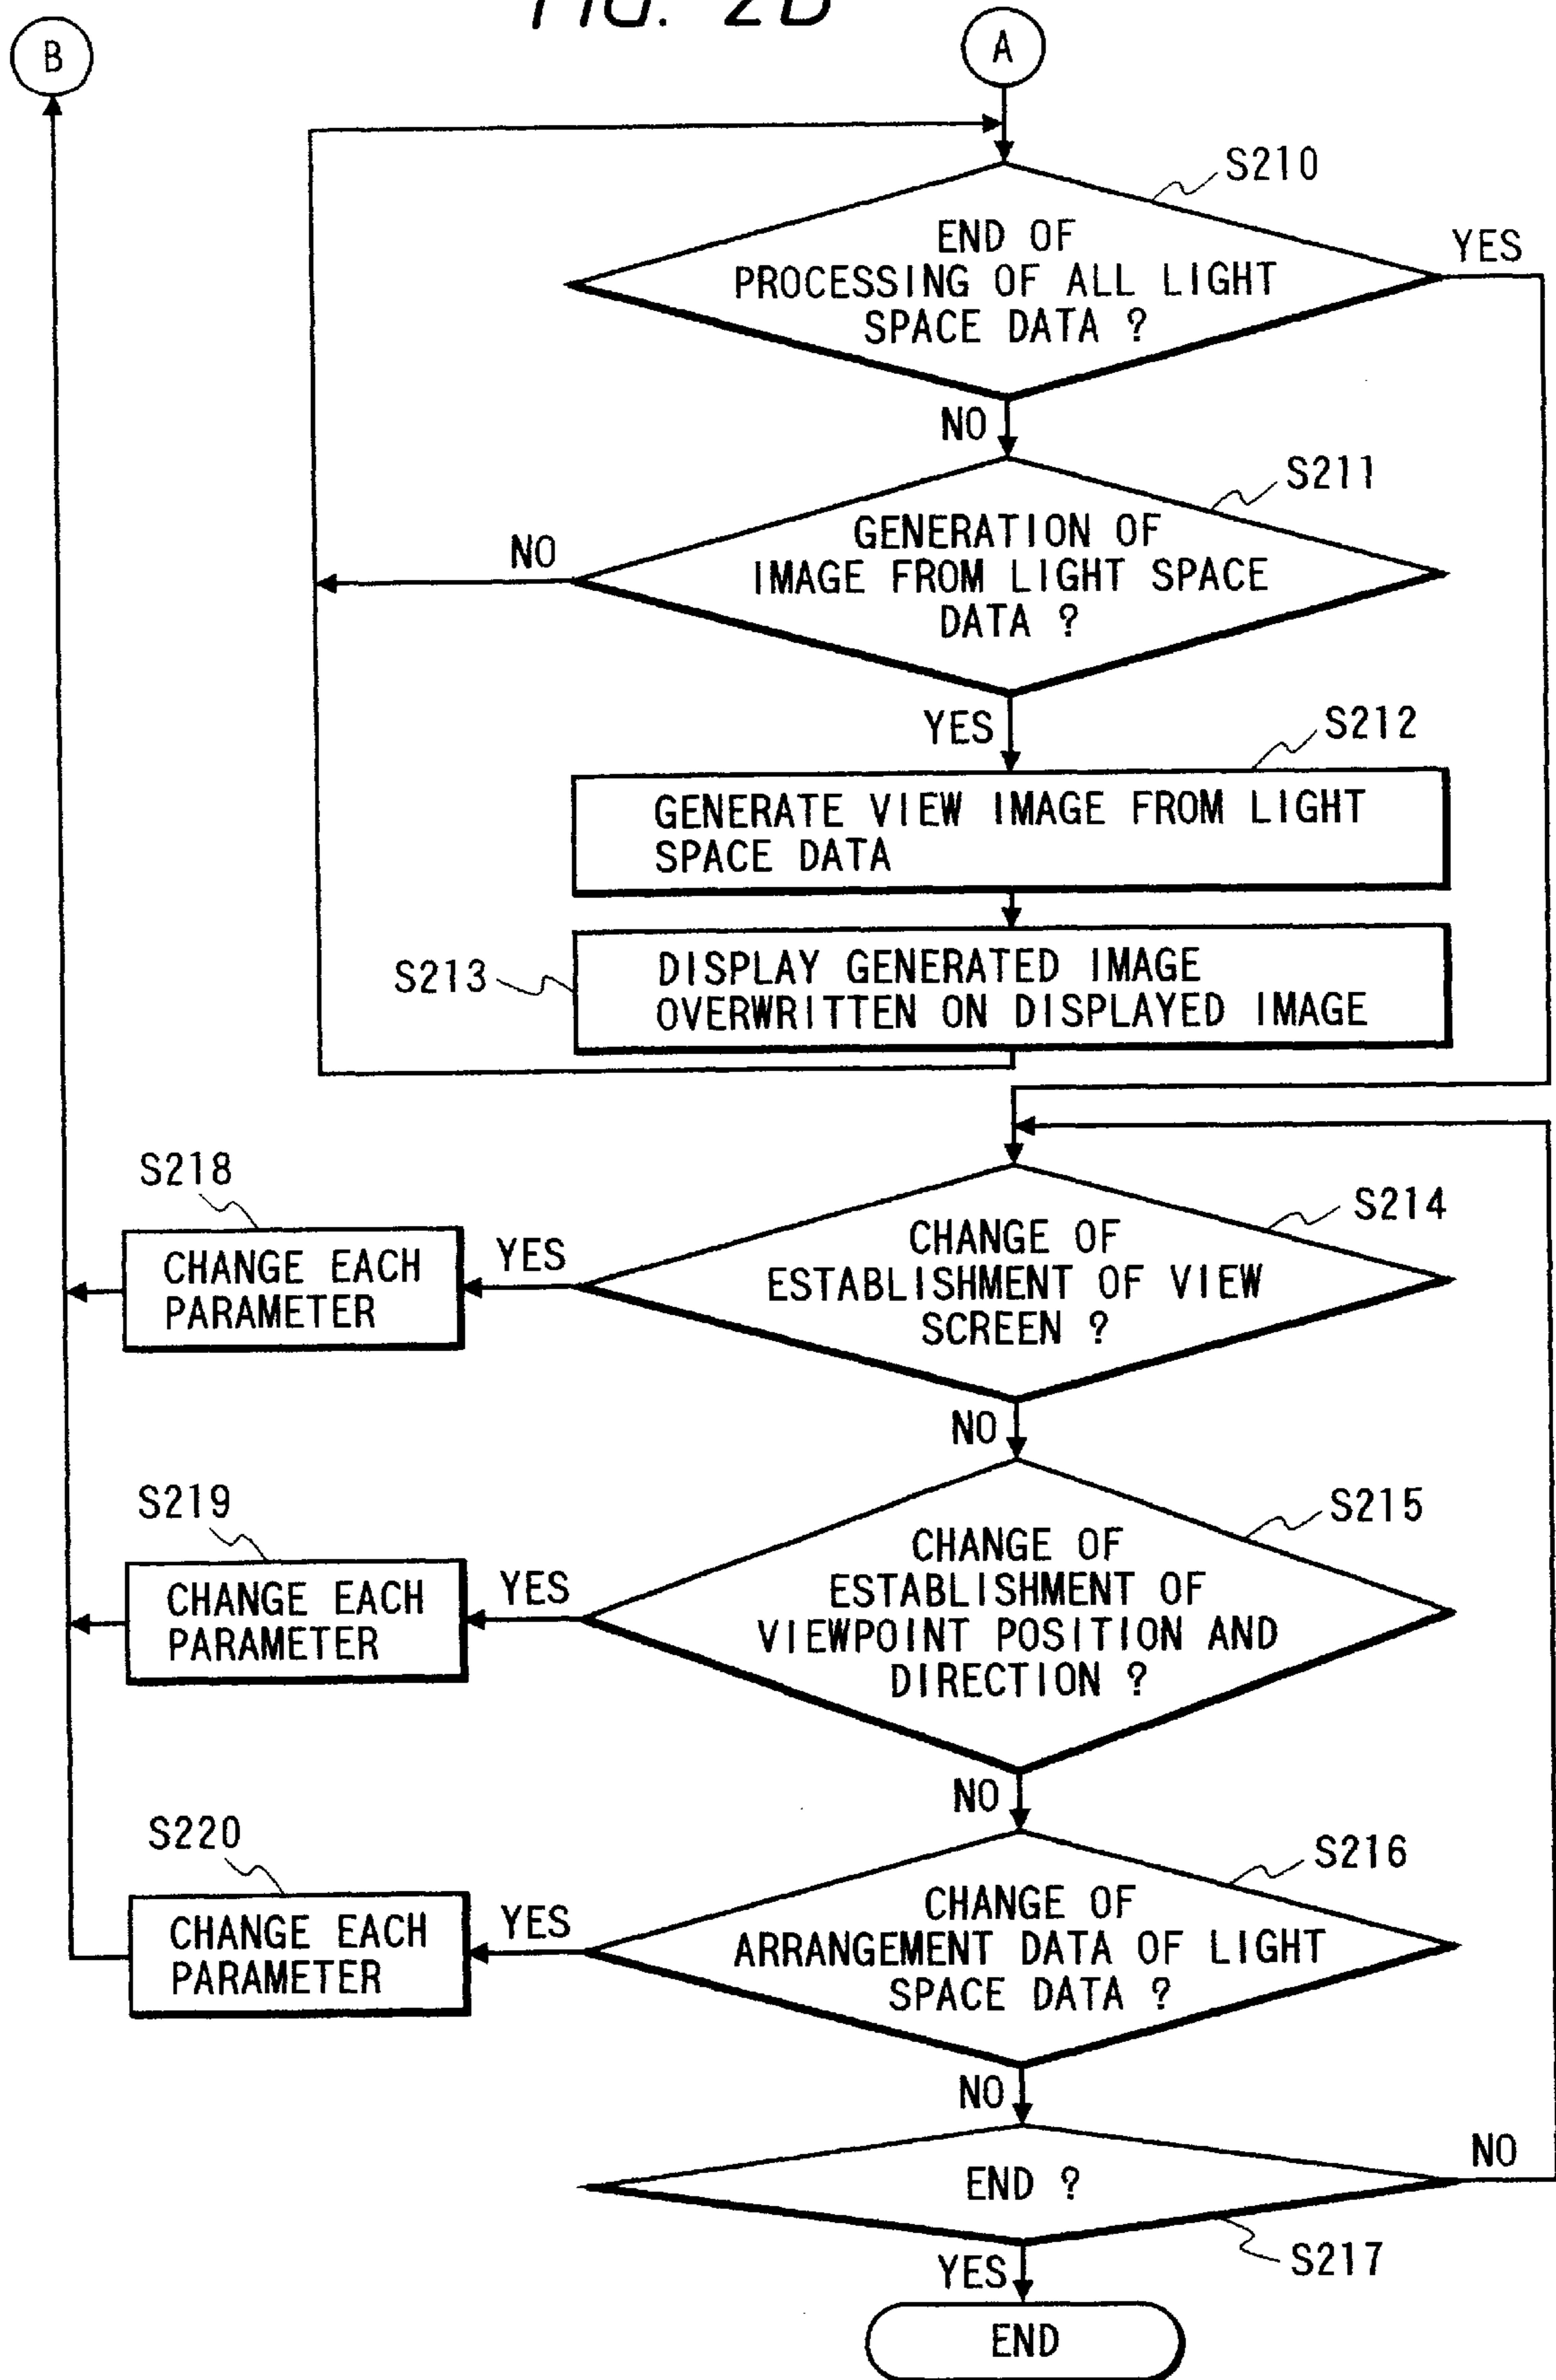 FIG. 2B
B
A
S210
END OF
PROCESSING OF ALL LIGHT
SPACE DATA ?
YES
NO
S211
GENERATION OF
IMAGE FROM LIGHT SPACE
DATA ?
NO
YES
S212
GENERATE VIEW IMAGE FROM LIGHT
SPACE DATA
S213
DISPLAY GENERATED IMAGE
OVERWRITTEN ON DISPLAYED IMAGE
S218
CHANGE EACH
PARAMETER
YES
S214
CHANGE OF
ESTABLISHMENT OF VIEW
SCREEN ?
NO
S219
CHANGE EACH
PARAMETER
YES
S215
CHANGE OF
ESTABLISHMENT OF
VIEWPOINT POSITION AND
DIRECTION ?
NO
S220
CHANGE EACH
PARAMETER
YES
S216
CHANGE OF
ARRANGEMENT DATA OF LIGHT
SPACE DATA ?
NO
END ?
NO
S217
YES
END